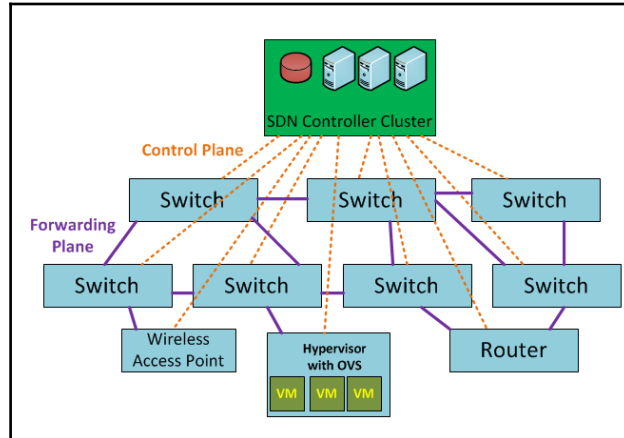 SDN Controller Cluster
Control Plane
Switch
Switch
Switch
Forwarding
Plane
Switch
Switch
Switch
Switch
Wireless
Access Point
Hypervisor
with OVS
VM
VM
VM
Router